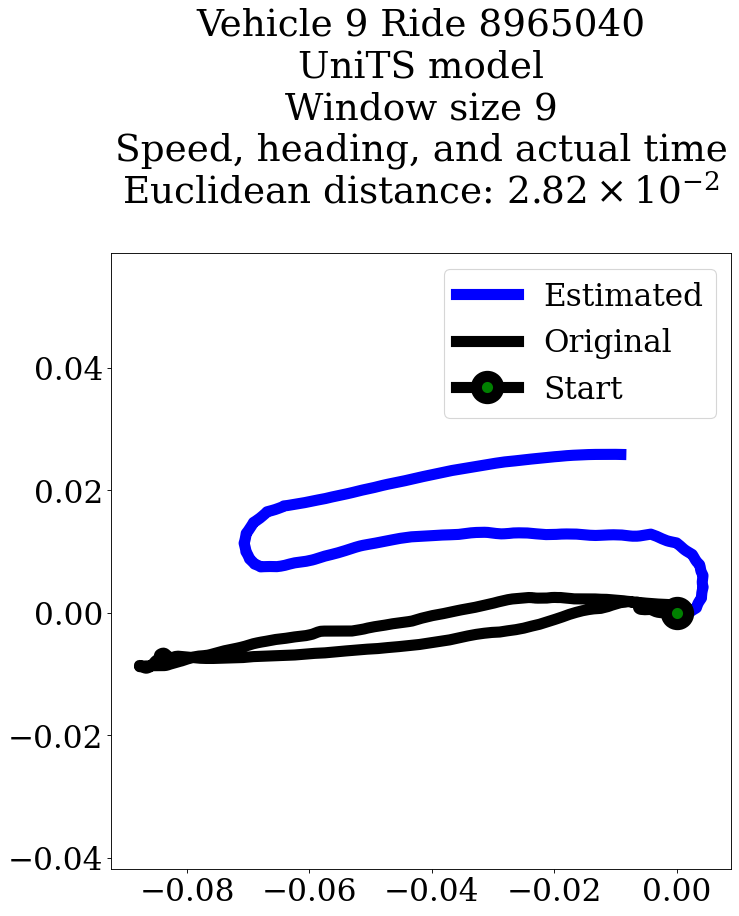 Vehicle 9 Ride 8965040
UniTS model
Window size 9
Speed, heading, and actual time
Euclidean distance: 2.82 × 10⁻²
Estimated
Original
Start
0.04
0.02
0.00
−0.02
−0.04
−0.08 −0.06 −0.04 −0.02 0.00